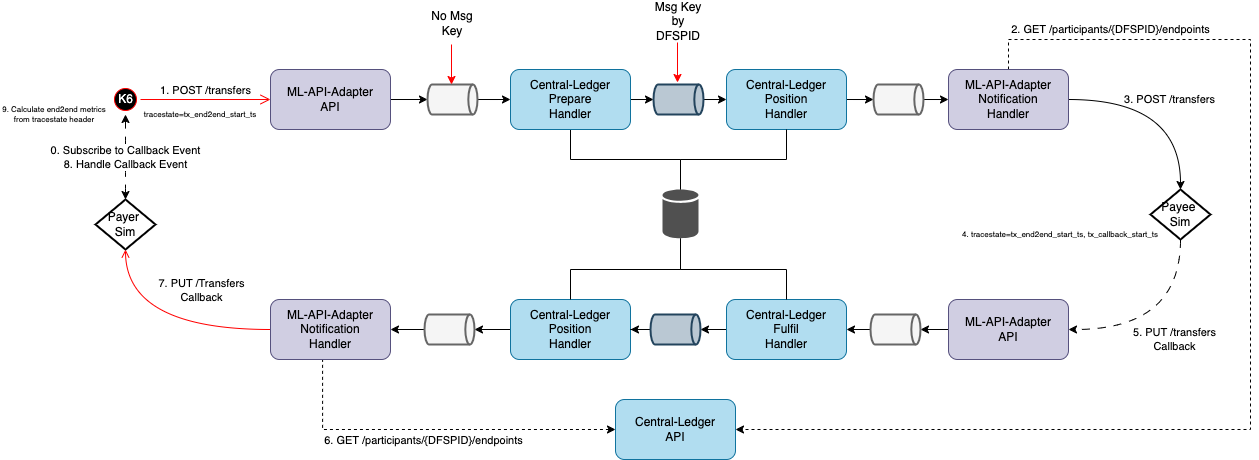 No Msg
Key
Msg Key
by
DFSPID
2. GET /participants/{DFSPID}/endpoints
K6
1. POST /transfers
tracestate=tx_end2end_start_ts
9. Calculate end2end metrics
from tracestate header
ML-API-Adapter
API
Central-Ledger
Prepare
Handler
Central-Ledger
Position
Handler
ML-API-Adapter
Notification
Handler
3. POST /transfers
0. Subscribe to Callback Event
8. Handle Callback Event
Payer
Sim
Payee
Sim
4. tracestate=tx_end2end_start_ts, tx_callback_start_ts
7. PUT /Transfers
Callback
ML-API-Adapter
Notification
Handler
Central-Ledger
Position
Handler
Central-Ledger
Fulfil
Handler
ML-API-Adapter
API
5. PUT /transfers
Callback
6. GET /participants/{DFSPID}/endpoints
Central-Ledger
API